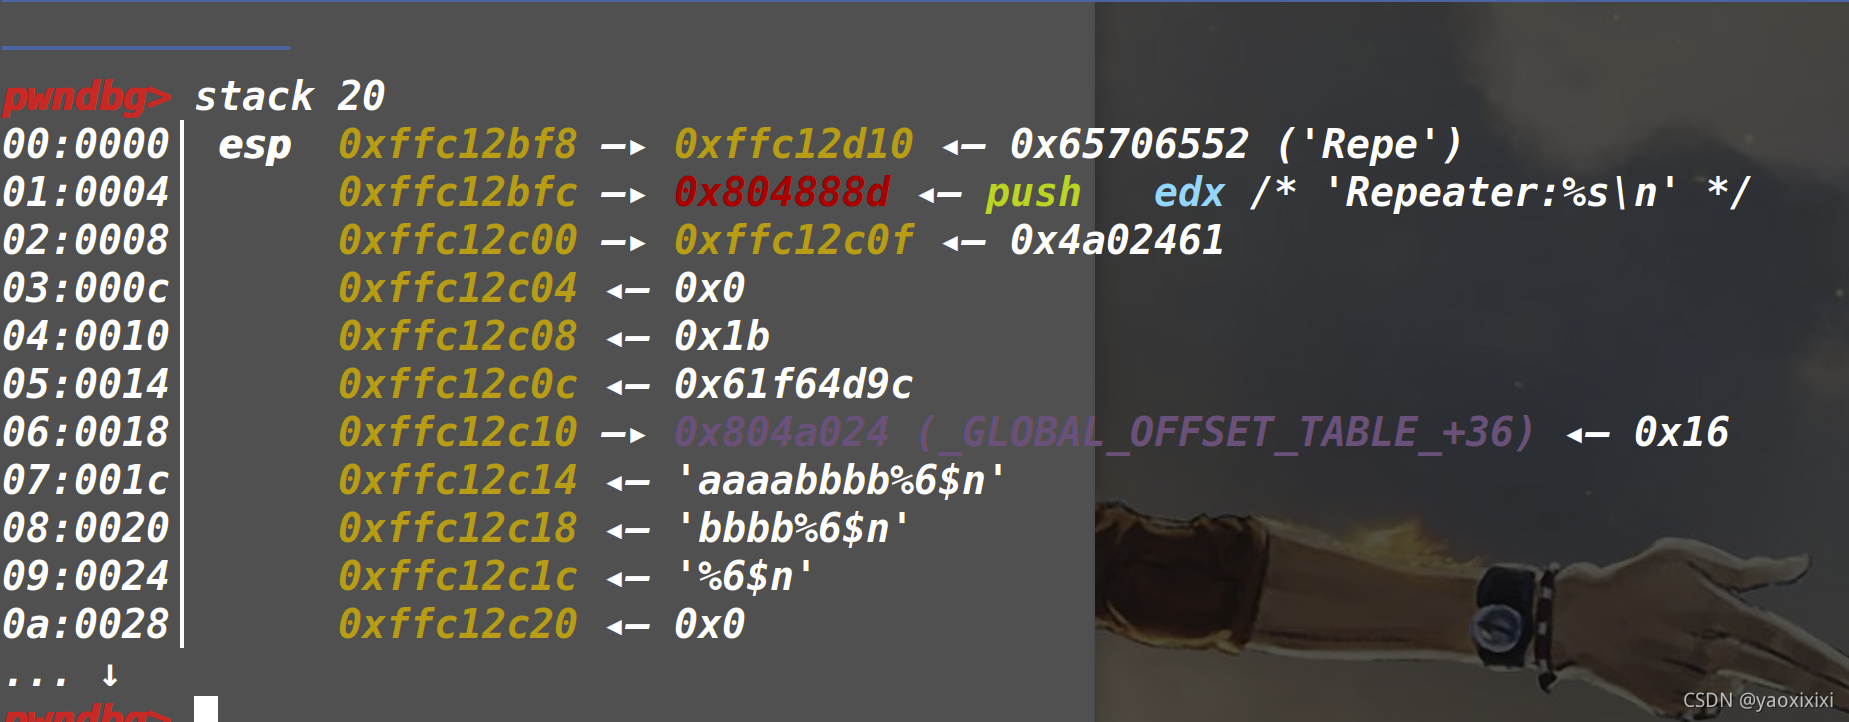 pwndbg> stack 20
00:0000│ esp 0xffc12bf8 —▸ 0xffc12d10 ◂— 0x65706552 ('Repe')
01:0004│ 0xffc12bfc —▸ 0x804888d ◂— push edx /* 'Repeater:%s\n' */
02:0008│ 0xffc12c00 —▸ 0xffc12c0f ◂— 0x4a02461
03:000c│ 0xffc12c04 ◂— 0x0
04:0010│ 0xffc12c08 ◂— 0x1b
05:0014│ 0xffc12c0c ◂— 0x61f64d9c
06:0018│ 0xffc12c10 —▸ 0x804a024 (_GLOBAL_OFFSET_TABLE_+36) ◂— 0x16
07:001c│ 0xffc12c14 ◂— 'aaaabbbb%6$n'
08:0020│ 0xffc12c18 ◂— 'bbbb%6$n'
09:0024│ 0xffc12c1c ◂— '%6$n'
0a:0028│ 0xffc12c20 ◂— 0x0
... ↓
pwndbg>
CSDN @yaoxixixi